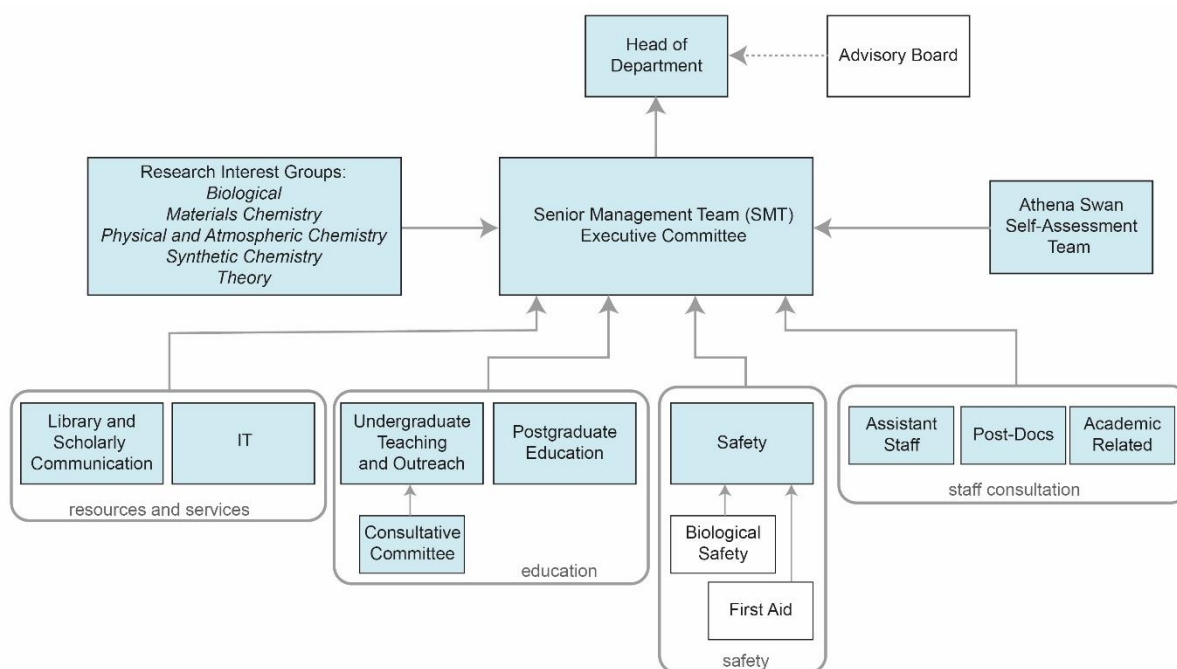 Head of
Department
Advisory Board
Research Interest Groups:
Biological
Materials Chemistry
Physical and Atmospheric Chemistry
Synthetic Chemistry
Theory
Senior Management Team (SMT)
Executive Committee
Athena Swan
Self-Assessment
Team
Library and
Scholarly
Communication
IT
resources and services
Undergraduate
Teaching
and Outreach
Postgraduate
Education
Consultative
Committee
education
Safety
Biological
Safety
First Aid
safety
Assistant
Staff
Post-Docs
Academic
Related
staff consultation